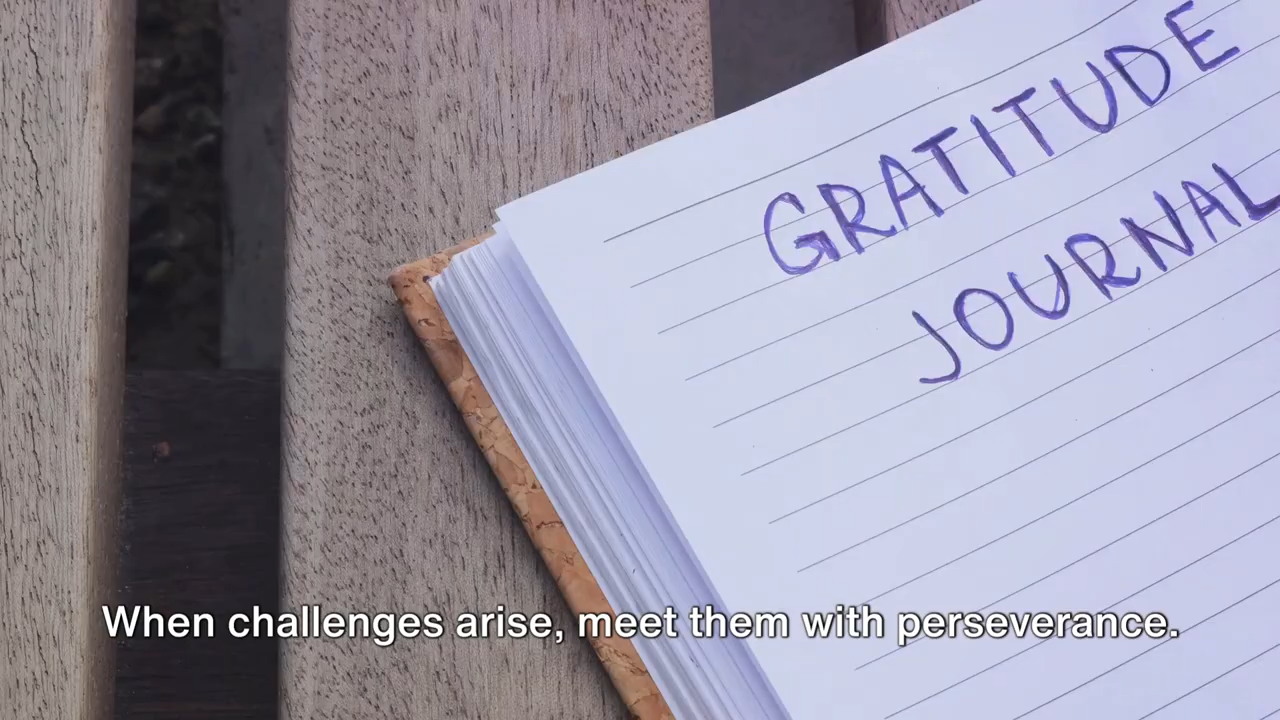 GRATITUDE
JOURNAL
When challenges arise, meet them with perseverance.